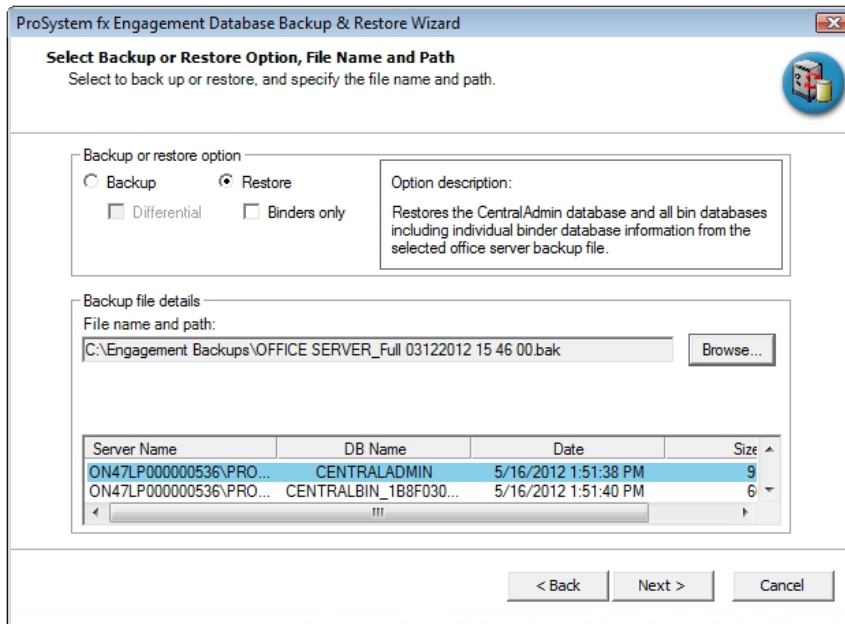 ProSystem fx Engagement Database Backup & Restore Wizard
Select Backup or Restore Option, File Name and Path
Select to back up or restore, and specify the file name and path.
Backup or restore option
Backup
Restore
Differential
Binders only
Option description:
Restores the CentralAdmin database and all bin databases
including individual binder database information from the
selected office server backup file.
Backup file details
File name and path:
C:\Engagement Backups\OFFICE SERVER_Full 03122012 15 46 00.bak
Browse...
Server Name DB Name Date Size
ON47LP000000536\PRO... CENTRALADMIN 5/16/2012 1:51:38 PM 9
ON47LP000000536\PRO... CENTRALBIN_1B8F030... 5/16/2012 1:51:40 PM 6
< Back
Next >
Cancel